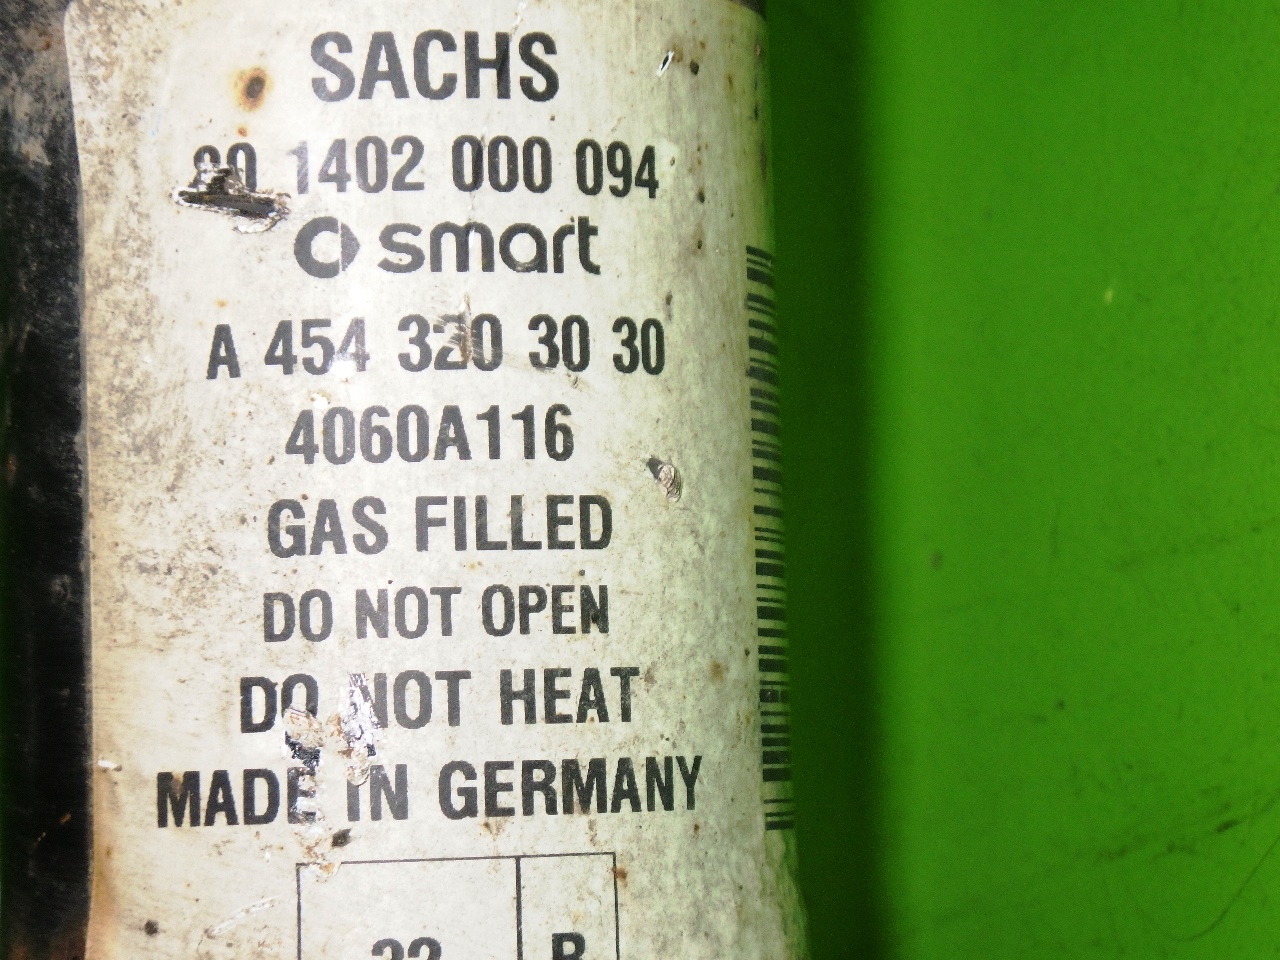 SACHS
00 1402 000 094
smart
A 454 320 30 30
4060A116
GAS FILLED
DO NOT OPEN
DO NOT HEAT
MADE IN GERMANY
R